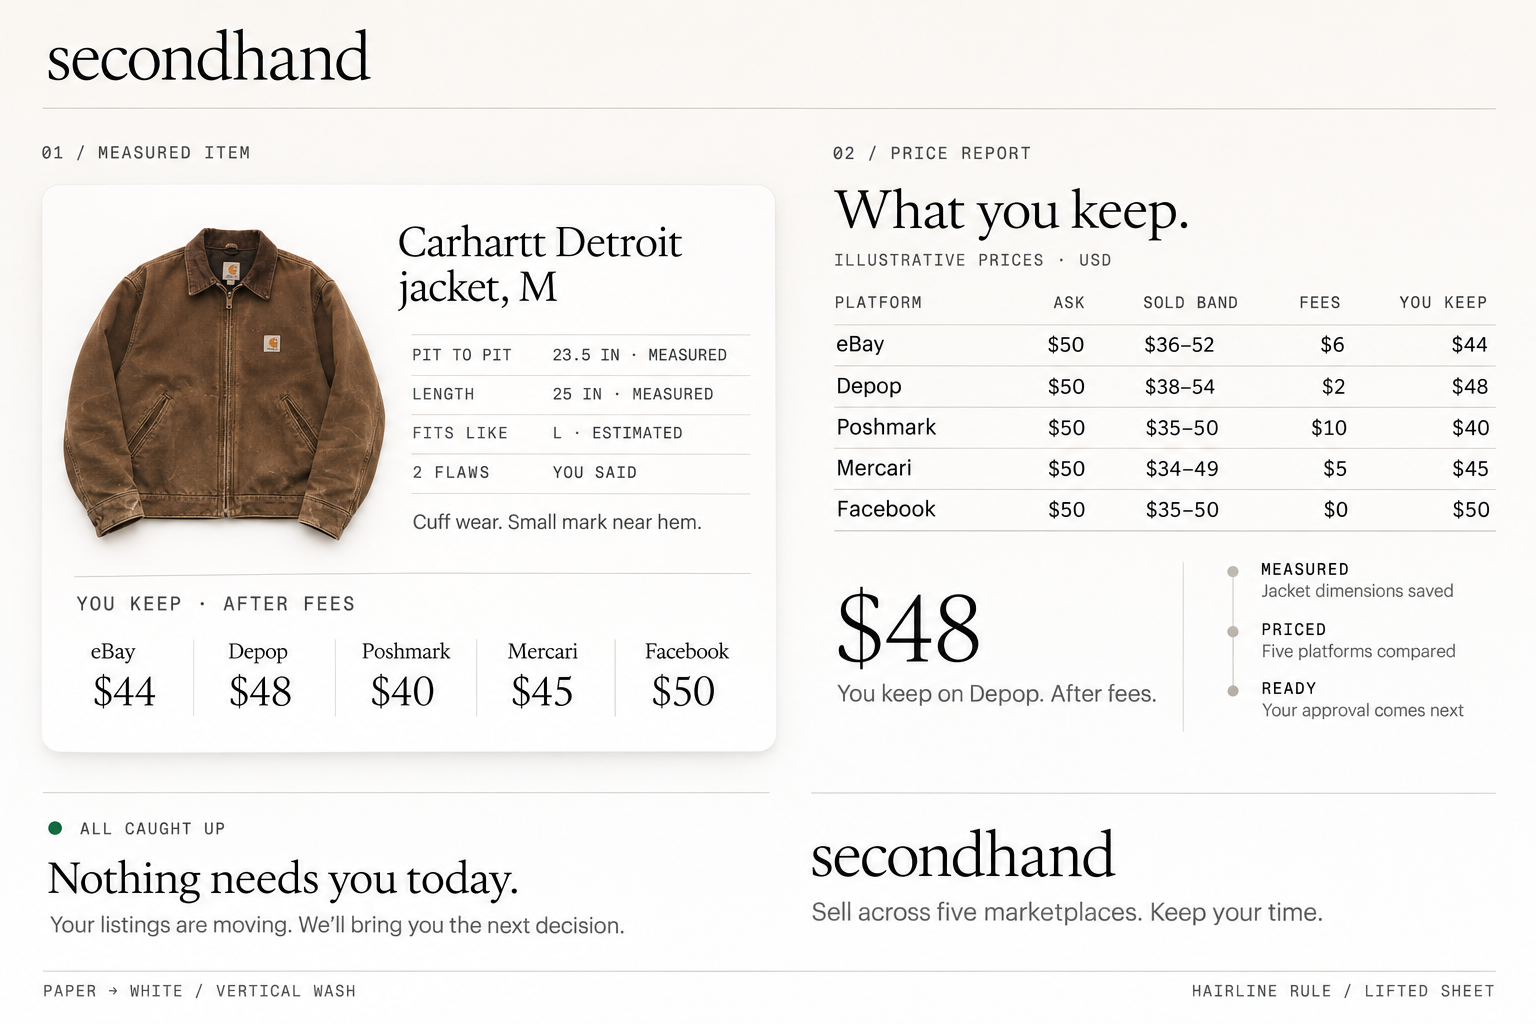 secondhand
01 / MEASURED ITEM
Carhartt Detroit
jacket, M
PIT TO PIT 23.5 IN · MEASURED
LENGTH 25 IN · MEASURED
FITS LIKE L · ESTIMATED
2 FLAWS YOU SAID
Cuff wear. Small mark near hem.
YOU KEEP · AFTER FEES
eBay Depop Poshmark Mercari Facebook
$44 $48 $40 $45 $50
02 / PRICE REPORT
What you keep.
ILLUSTRATIVE PRICES · USD
PLATFORM ASK SOLD BAND FEES YOU KEEP
eBay $50 $36–52 $6 $44
Depop $50 $38–54 $2 $48
Poshmark $50 $35–50 $10 $40
Mercari $50 $34–49 $5 $45
Facebook $50 $35–50 $0 $50
$48
You keep on Depop. After fees.
MEASURED
Jacket dimensions saved
PRICED
Five platforms compared
READY
Your approval comes next
ALL CAUGHT UP
Nothing needs you today.
Your listings are moving. We’ll bring you the next decision.
secondhand
Sell across five marketplaces. Keep your time.
PAPER → WHITE / VERTICAL WASH
HAIRLINE RULE / LIFTED SHEET